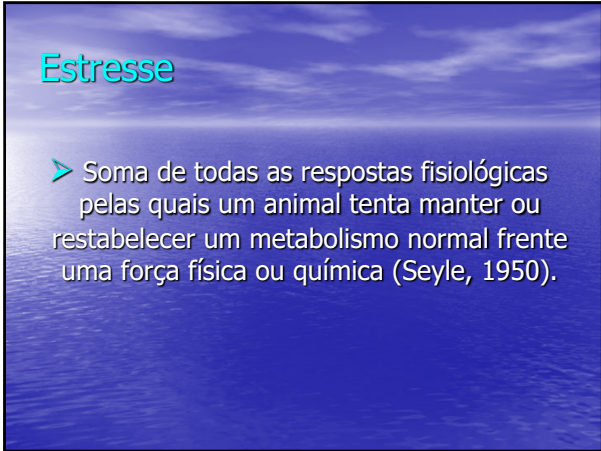 Estresse
➢ Soma de todas as respostas fisiológicas
pelas quais um animal tenta manter ou
restabelecer um metabolismo normal frente
uma força física ou química (Seyle, 1950).